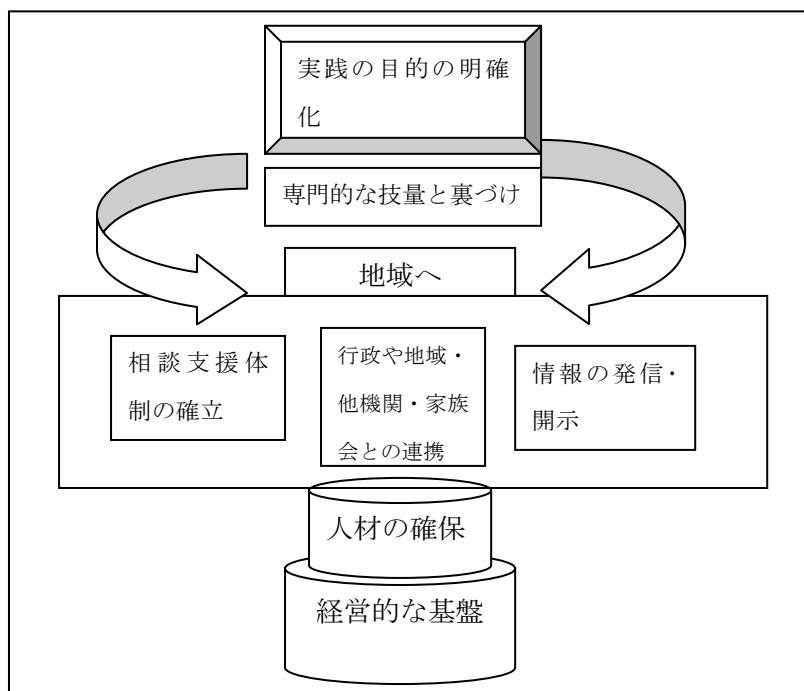 実践の目的の明確
化
専門的な技量と裏づけ
地域へ
相談支援体
制の確立
行政や地域・
他機関・家族
会との連携
情報の発信・
開示
人材の確保
経営的な基盤